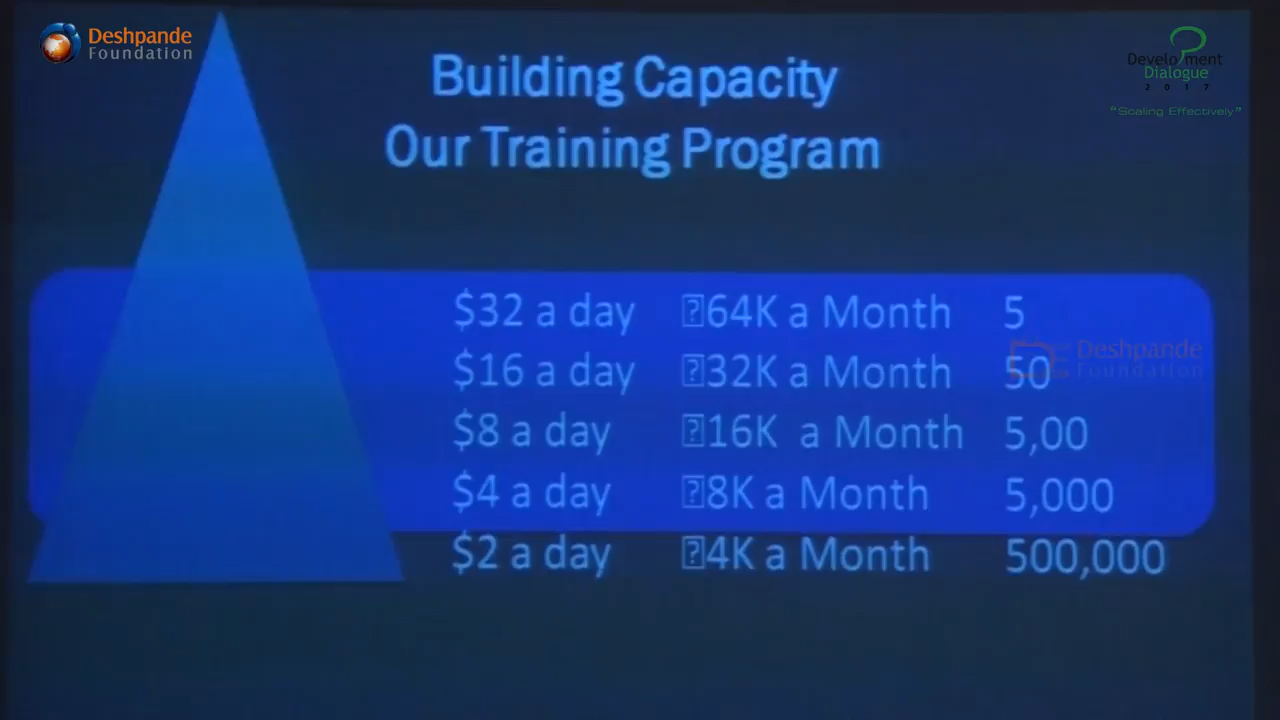 Deshpande
Foundation
Develo?ment
Dialogue
2 0 1 7
"Scaling Effectively"
Building Capacity
Our Training Program
$32 a day ⍰64K a Month 5
Deshpande
Foundation
$16 a day ⍰32K a Month 50
$8 a day ⍰16K a Month 5,00
$4 a day ⍰8K a Month 5,000
$2 a day ⍰4K a Month 500,000